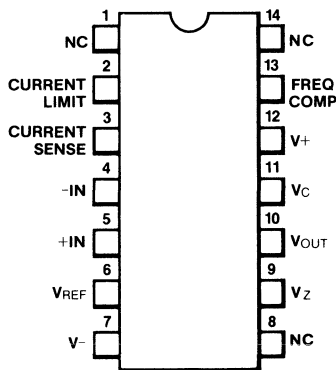 1
NC
2
CURRENT
LIMIT
3
CURRENT
SENSE
4
-IN
5
+IN
6
VREF
7
V-
14
NC
13
FREQ
COMP
12
V+
11
VC
10
VOUT
9
VZ
8
NC